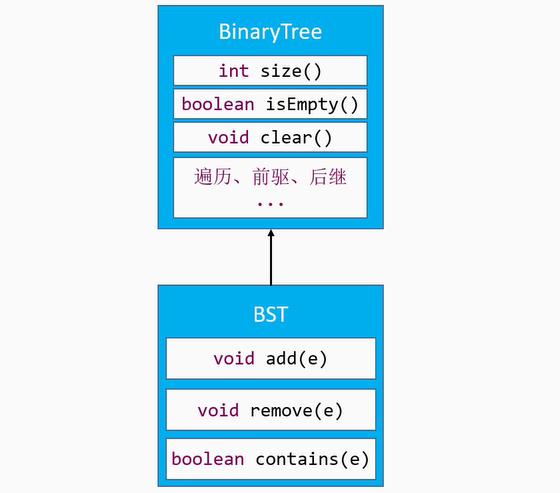 BinaryTree
int size()
boolean isEmpty()
void clear()
遍历、前驱、后继
...
BST
void add(e)
void remove(e)
boolean contains(e)